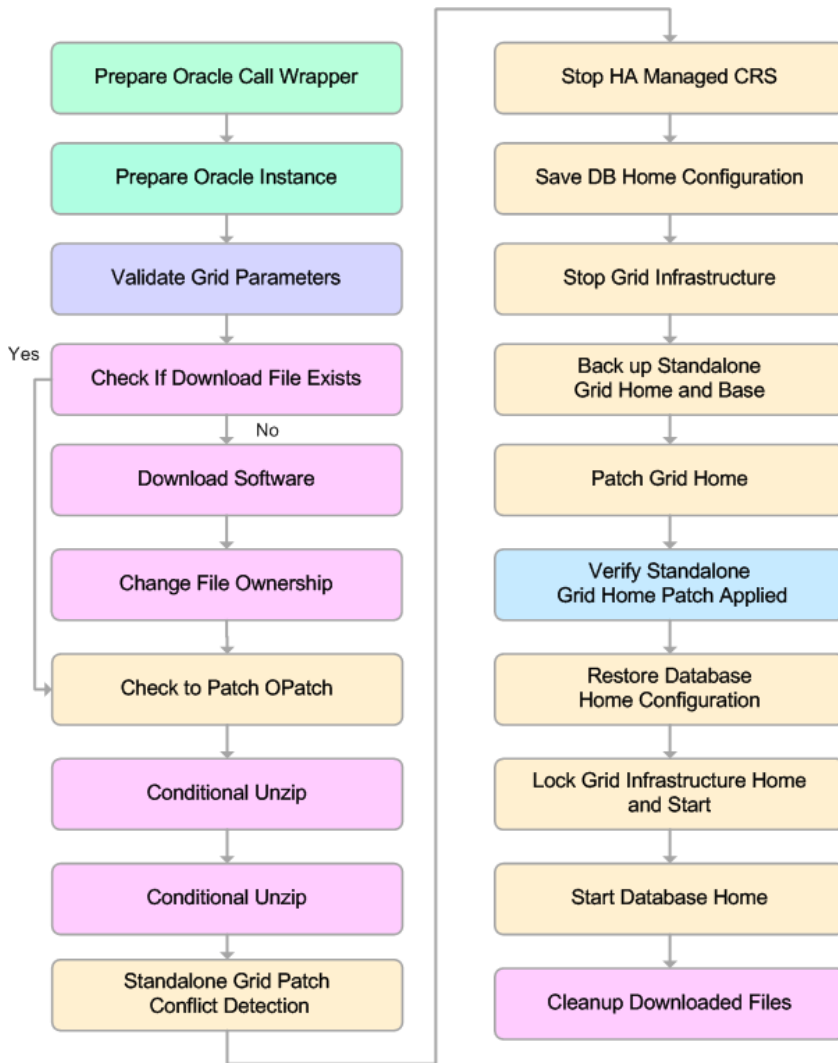 Prepare Oracle Call Wrapper
Prepare Oracle Instance
Validate Grid Parameters
Yes
Check If Download File Exists
No
Download Software
Change File Ownership
Check to Patch OPatch
Conditional Unzip
Conditional Unzip
Standalone Grid Patch
Conflict Detection
Stop HA Managed CRS
Save DB Home Configuration
Stop Grid Infrastructure
Back up Standalone
Grid Home and Base
Patch Grid Home
Verify Standalone
Grid Home Patch Applied
Restore Database
Home Configuration
Lock Grid Infrastructure Home
and Start
Start Database Home
Cleanup Downloaded Files